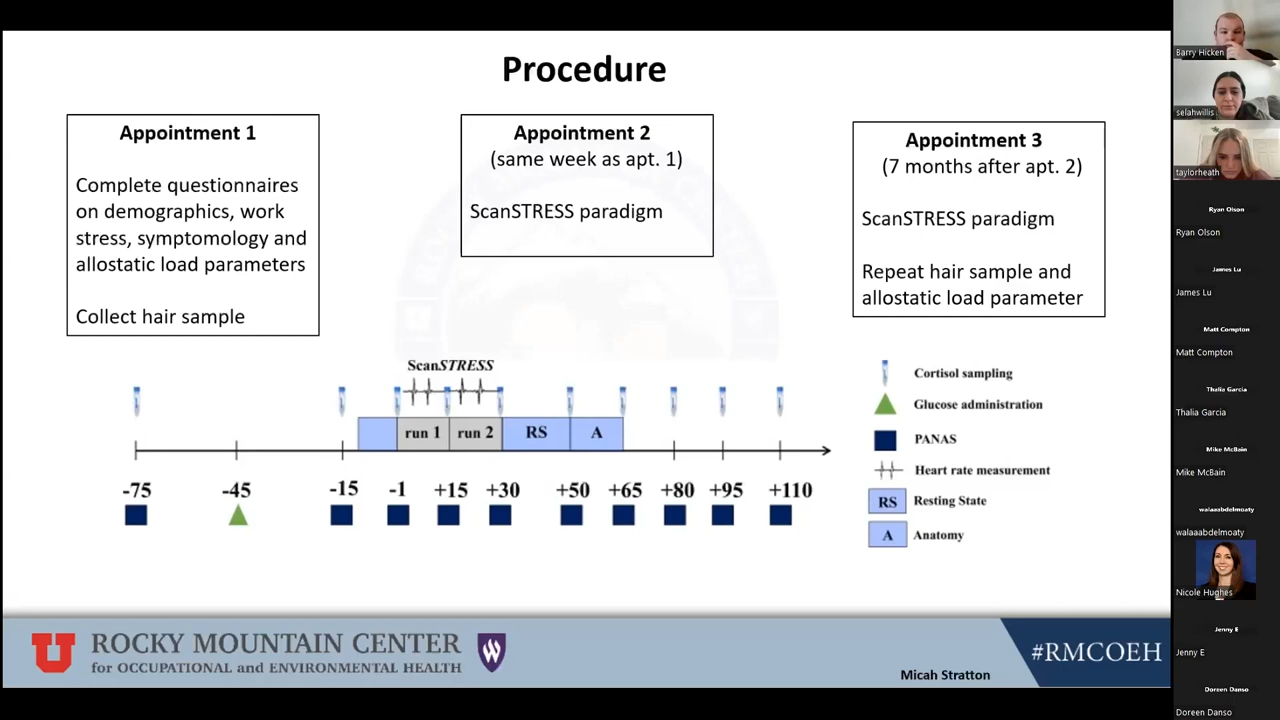 Procedure
Appointment 1
Complete questionnaires
on demographics, work
stress, symptomology and
allostatic load parameters
Collect hair sample
Appointment 2
(same week as apt. 1)
ScanSTRESS paradigm
Appointment 3
(7 months after apt. 2)
ScanSTRESS paradigm
Repeat hair sample and
allostatic load parameter
ScanSTRESS
run 1 run 2 RS A
-75 -45 -15 -1 +15 +30 +50 +65 +80 +95 +110
Cortisol sampling
Glucose administration
PANAS
Heart rate measurement
RS Resting State
A Anatomy
U ROCKY MOUNTAIN CENTER W
for OCCUPATIONAL and ENVIRONMENTAL HEALTH
Micah Stratton
#RMCOEH
Barry Hicken
selahwillis
taylorheath
Ryan Olson
Ryan Olson
James Lu
James Lu
Matt Compton
Matt Compton
Thalia Garcia
Thalia Garcia
Mike McBain
Mike McBain
walaaabdelmoaty
walaaabdelmoaty
Nicole Hughes
Jenny E
Jenny E
Doreen Danso
Doreen Danso